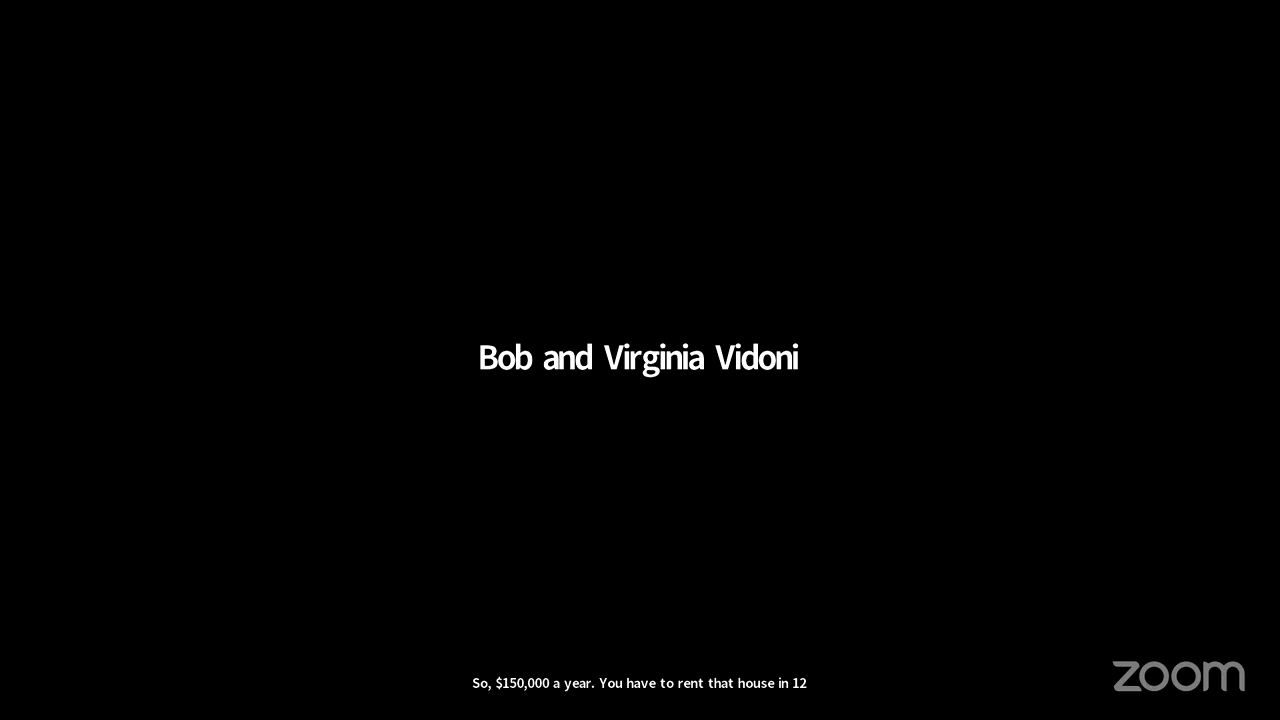 Bob and Virginia Vidoni
zoom
So, $150,000 a year. You have to rent that house in 12